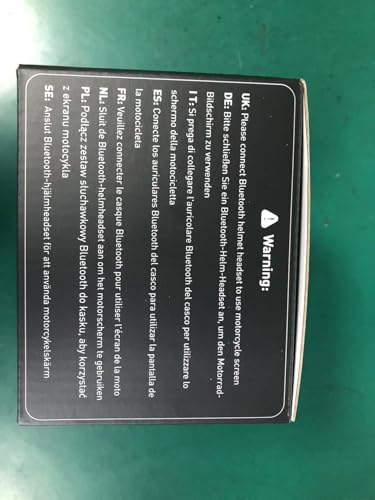 Warning:
UK: Please connect Bluetooth helmet headset to use motorcycle screen
DE: Bitte schließen Sie ein Bluetooth-Helm-Headset an, um den Motorrad-
Bildschirm zu verwenden
IT: Si prega di collegare l'auricolare Bluetooth del casco per utilizzare lo
schermo della motocicletta
ES: Conecte los auriculares Bluetooth del casco para utilizar la pantalla de
la motocicleta
FR: Veuillez connecter le casque Bluetooth pour utiliser l'écran de la moto
NL: Sluit de Bluetooth-helmheadset aan om het motorscherm te gebruiken
PL: Podłącz zestaw słuchawkowy Bluetooth do kasku, aby korzystać
z ekranu motocykla
SE: Anslut Bluetooth-hjälmheadset för att använda motorcykelskärm